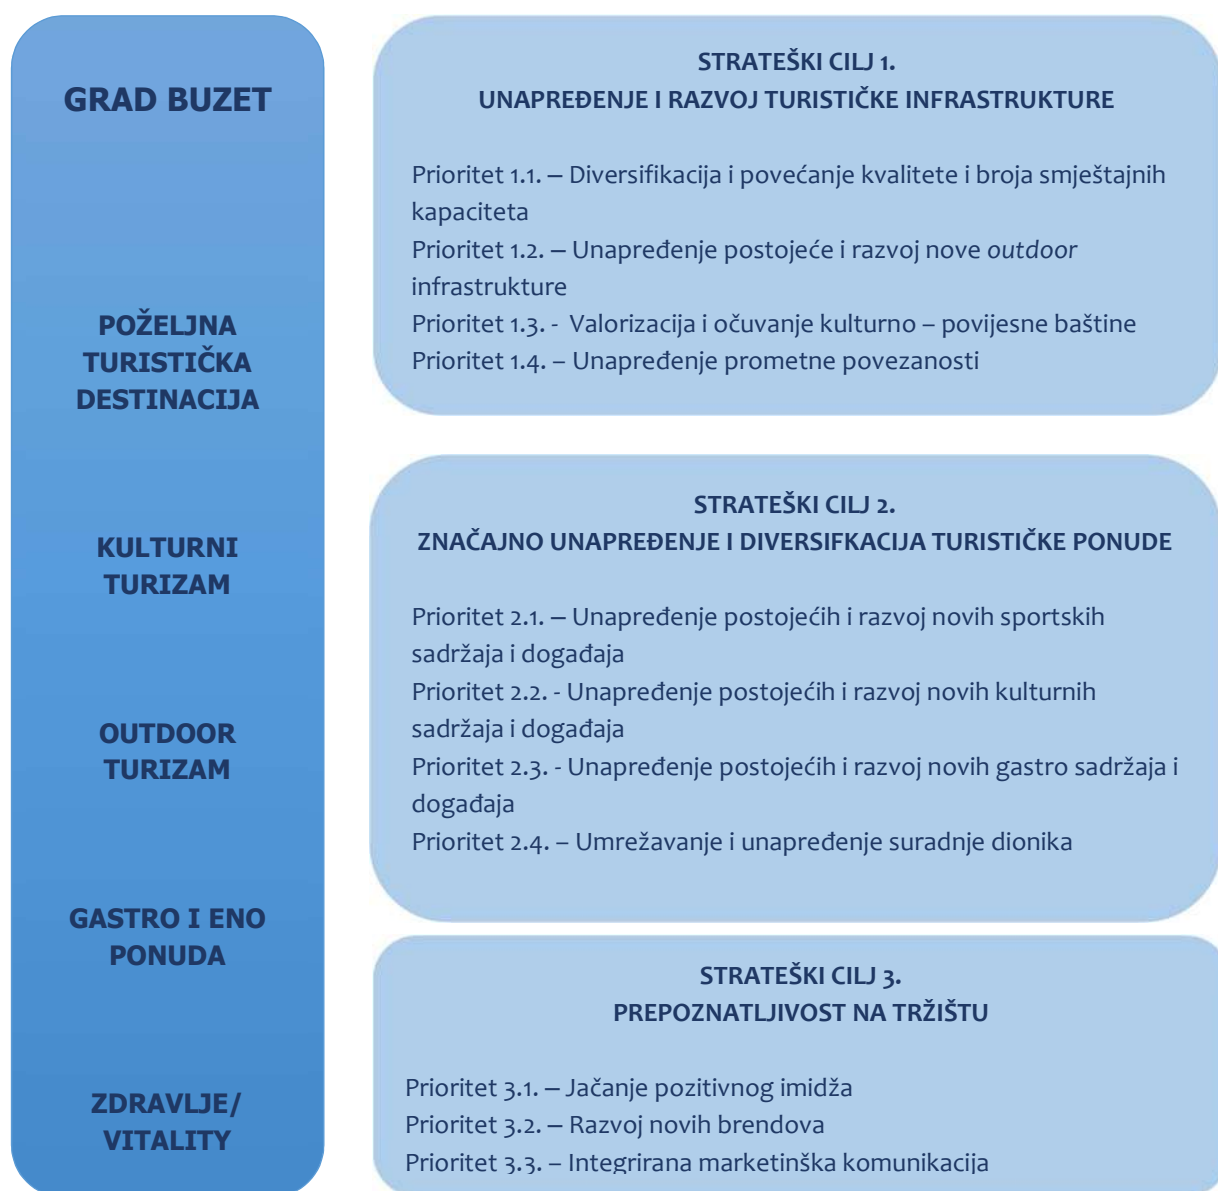 GRAD BUZET
POŽELJNA
TURISTIČKA
DESTINACIJA
KULTURNI
TURIZAM
OUTDOOR
TURIZAM
GASTRO I ENO
PONUDA
ZDRAVLJE/
VITALITY
STRATEŠKI CILJ 1.
UNAPREĐENJE I RAZVOJ TURISTIČKE INFRASTRUKTURE
Prioritet 1.1. – Diversifikacija i povećanje kvalitete i broja smještajnih
kapaciteta
Prioritet 1.2. – Unapređenje postojeće i razvoj nove outdoor
infrastrukture
Prioritet 1.3. - Valorizacija i očuvanje kulturno – povijesne baštine
Prioritet 1.4. – Unapređenje prometne povezanosti
STRATEŠKI CILJ 2.
ZNAČAJNO UNAPREĐENJE I DIVERSIFKACIJA TURISTIČKE PONUDE
Prioritet 2.1. – Unapređenje postojećih i razvoj novih sportskih
sadržaja i događaja
Prioritet 2.2. - Unapređenje postojećih i razvoj novih kulturnih
sadržaja i događaja
Prioritet 2.3. - Unapređenje postojećih i razvoj novih gastro sadržaja i
događaja
Prioritet 2.4. – Umrežavanje i unapređenje suradnje dionika
STRATEŠKI CILJ 3.
PREPOZNATLJIVOST NA TRŽIŠTU
Prioritet 3.1. – Jačanje pozitivnog imidža
Prioritet 3.2. – Razvoj novih brendova
Prioritet 3.3. – Integrirana marketinška komunikacija